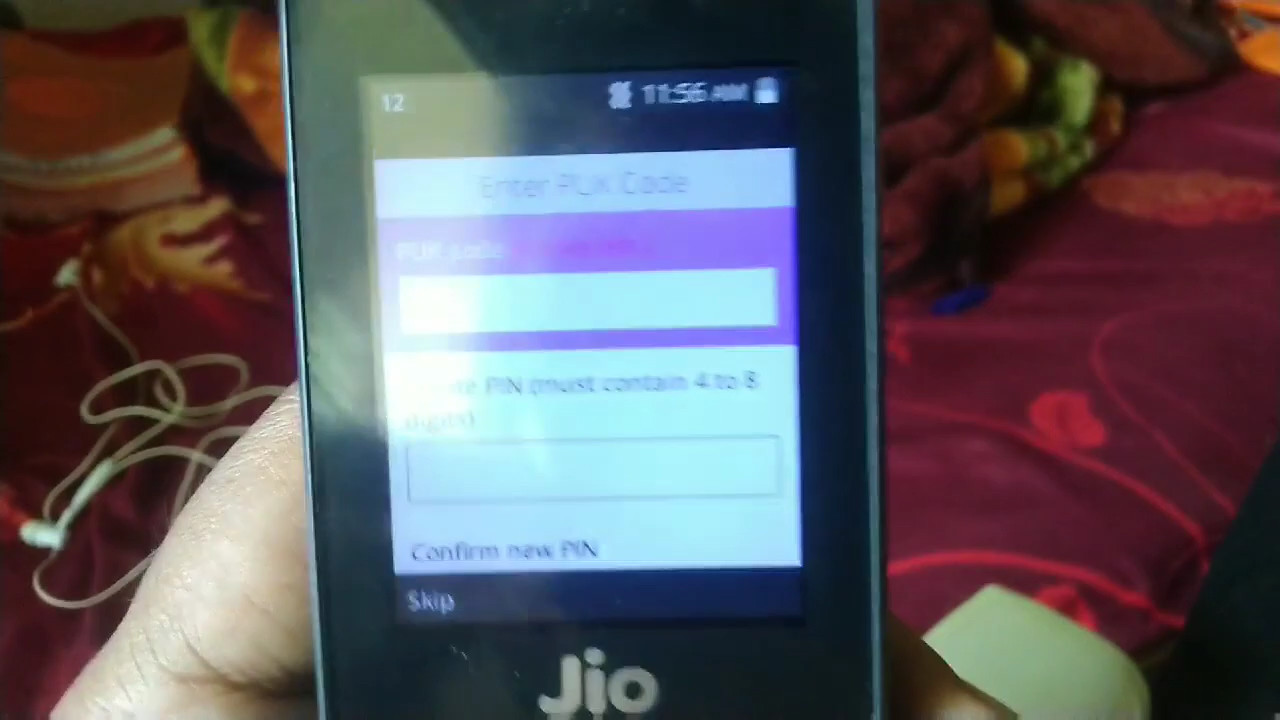 12 11:56 AM
Enter PUK Code
PUK code
PIN (must contain 4 to 8
digits)
Confirm new PIN
Skip
Jio